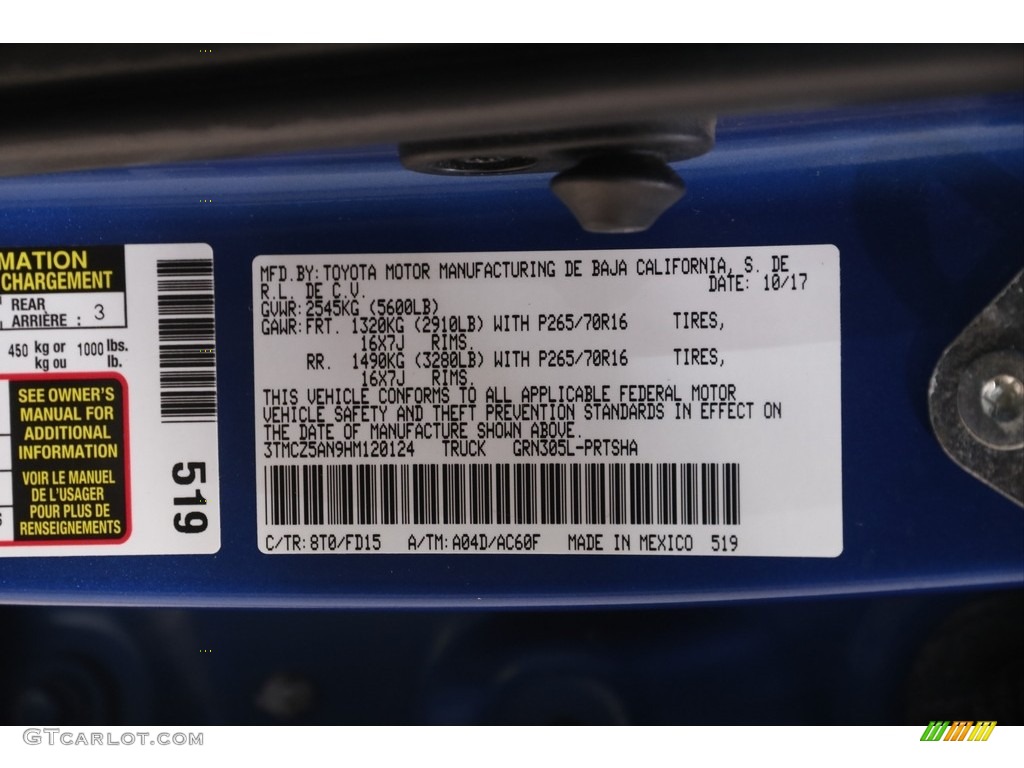 MATION
CHARGEMENT
REAR
ARRIÈRE : 3
450 kg or 1000 lbs.
kg ou lb.
SEE OWNER'S
MANUAL FOR
ADDITIONAL
INFORMATION
VOIR LE MANUEL
DE L'USAGER
POUR PLUS DE
RENSEIGNEMENTS
519
MFD.BY:TOYOTA MOTOR MANUFACTURING DE BAJA CALIFORNIA, S. DE
R.L. DE C.V. DATE: 10/17
GVWR:2545KG (5600LB)
GAWR:FRT. 1320KG (2910LB) WITH P265/70R16 TIRES,
16X7J RIMS.
RR. 1490KG (3280LB) WITH P265/70R16 TIRES,
16X7J RIMS.
THIS VEHICLE CONFORMS TO ALL APPLICABLE FEDERAL MOTOR
VEHICLE SAFETY AND THEFT PREVENTION STANDARDS IN EFFECT ON
THE DATE OF MANUFACTURE SHOWN ABOVE.
3TMCZ5AN9HM120124 TRUCK GRN305L-PRTSHA
C/TR:8T0/FD15 A/TM:A04D/AC60F MADE IN MEXICO 519
GTCARLOT.COM